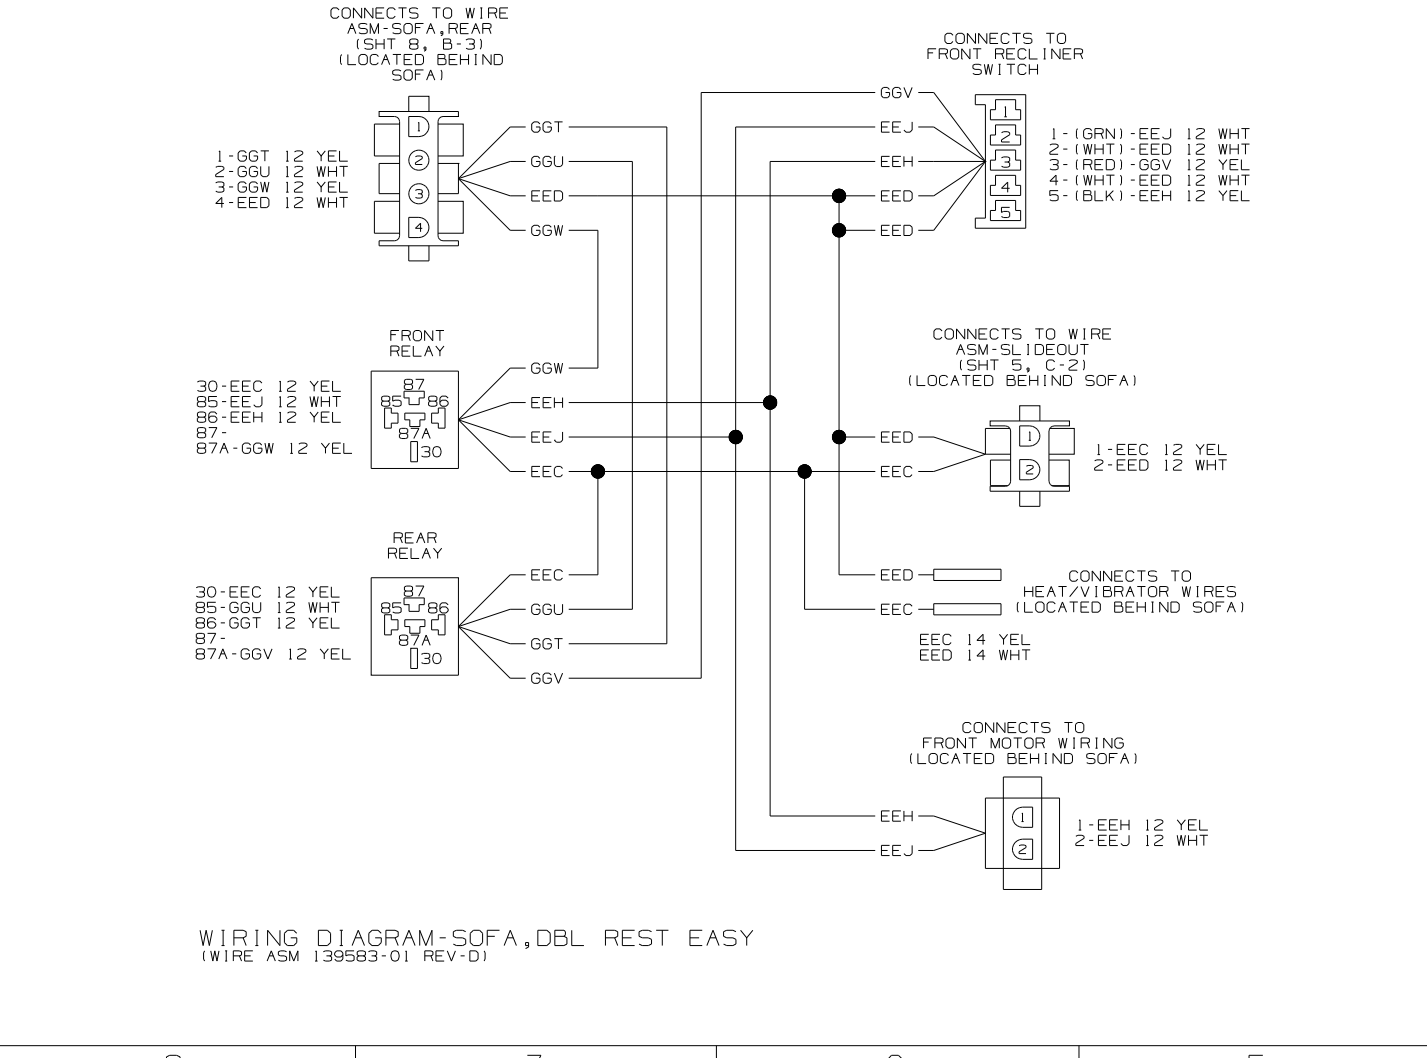 CONNECTS TO WIRE
ASM-SOFA,REAR
(SHT 8, B-3)
(LOCATED BEHIND
SOFA)
1
2
3
4
1-GGT 12 YEL
2-GGU 12 WHT
3-GGW 12 YEL
4-EED 12 WHT
GGT
GGU
EED
GGW
CONNECTS TO
FRONT RECLINER
SWITCH
GGV
EEJ
EEH
EED
EED
1
2
3
4
5
1-(GRN)-EEJ 12 WHT
2-(WHT)-EED 12 WHT
3-(RED)-GGV 12 YEL
4-(WHT)-EED 12 WHT
5-(BLK)-EEH 12 YEL
FRONT
RELAY
30-EEC 12 YEL
85-EEJ 12 WHT
86-EEH 12 YEL
87-
87A-GGW 12 YEL
87
85 86
87A
30
GGW
EEH
EEJ
EEC
CONNECTS TO WIRE
ASM-SLIDEOUT
(SHT 5, C-2)
(LOCATED BEHIND SOFA)
EED
EEC
1
2
1-EEC 12 YEL
2-EED 12 WHT
REAR
RELAY
30-EEC 12 YEL
85-GGU 12 WHT
86-GGT 12 YEL
87-
87A-GGV 12 YEL
87
85 86
87A
30
EEC
GGU
GGT
GGV
EED
EEC
CONNECTS TO
HEAT/VIBRATOR WIRES
(LOCATED BEHIND SOFA)
EEC 14 YEL
EED 14 WHT
CONNECTS TO
FRONT MOTOR WIRING
(LOCATED BEHIND SOFA)
EEH
EEJ
1
2
1-EEH 12 YEL
2-EEJ 12 WHT
WIRING DIAGRAM-SOFA,DBL REST EASY
(WIRE ASM 139583-01 REV-D)